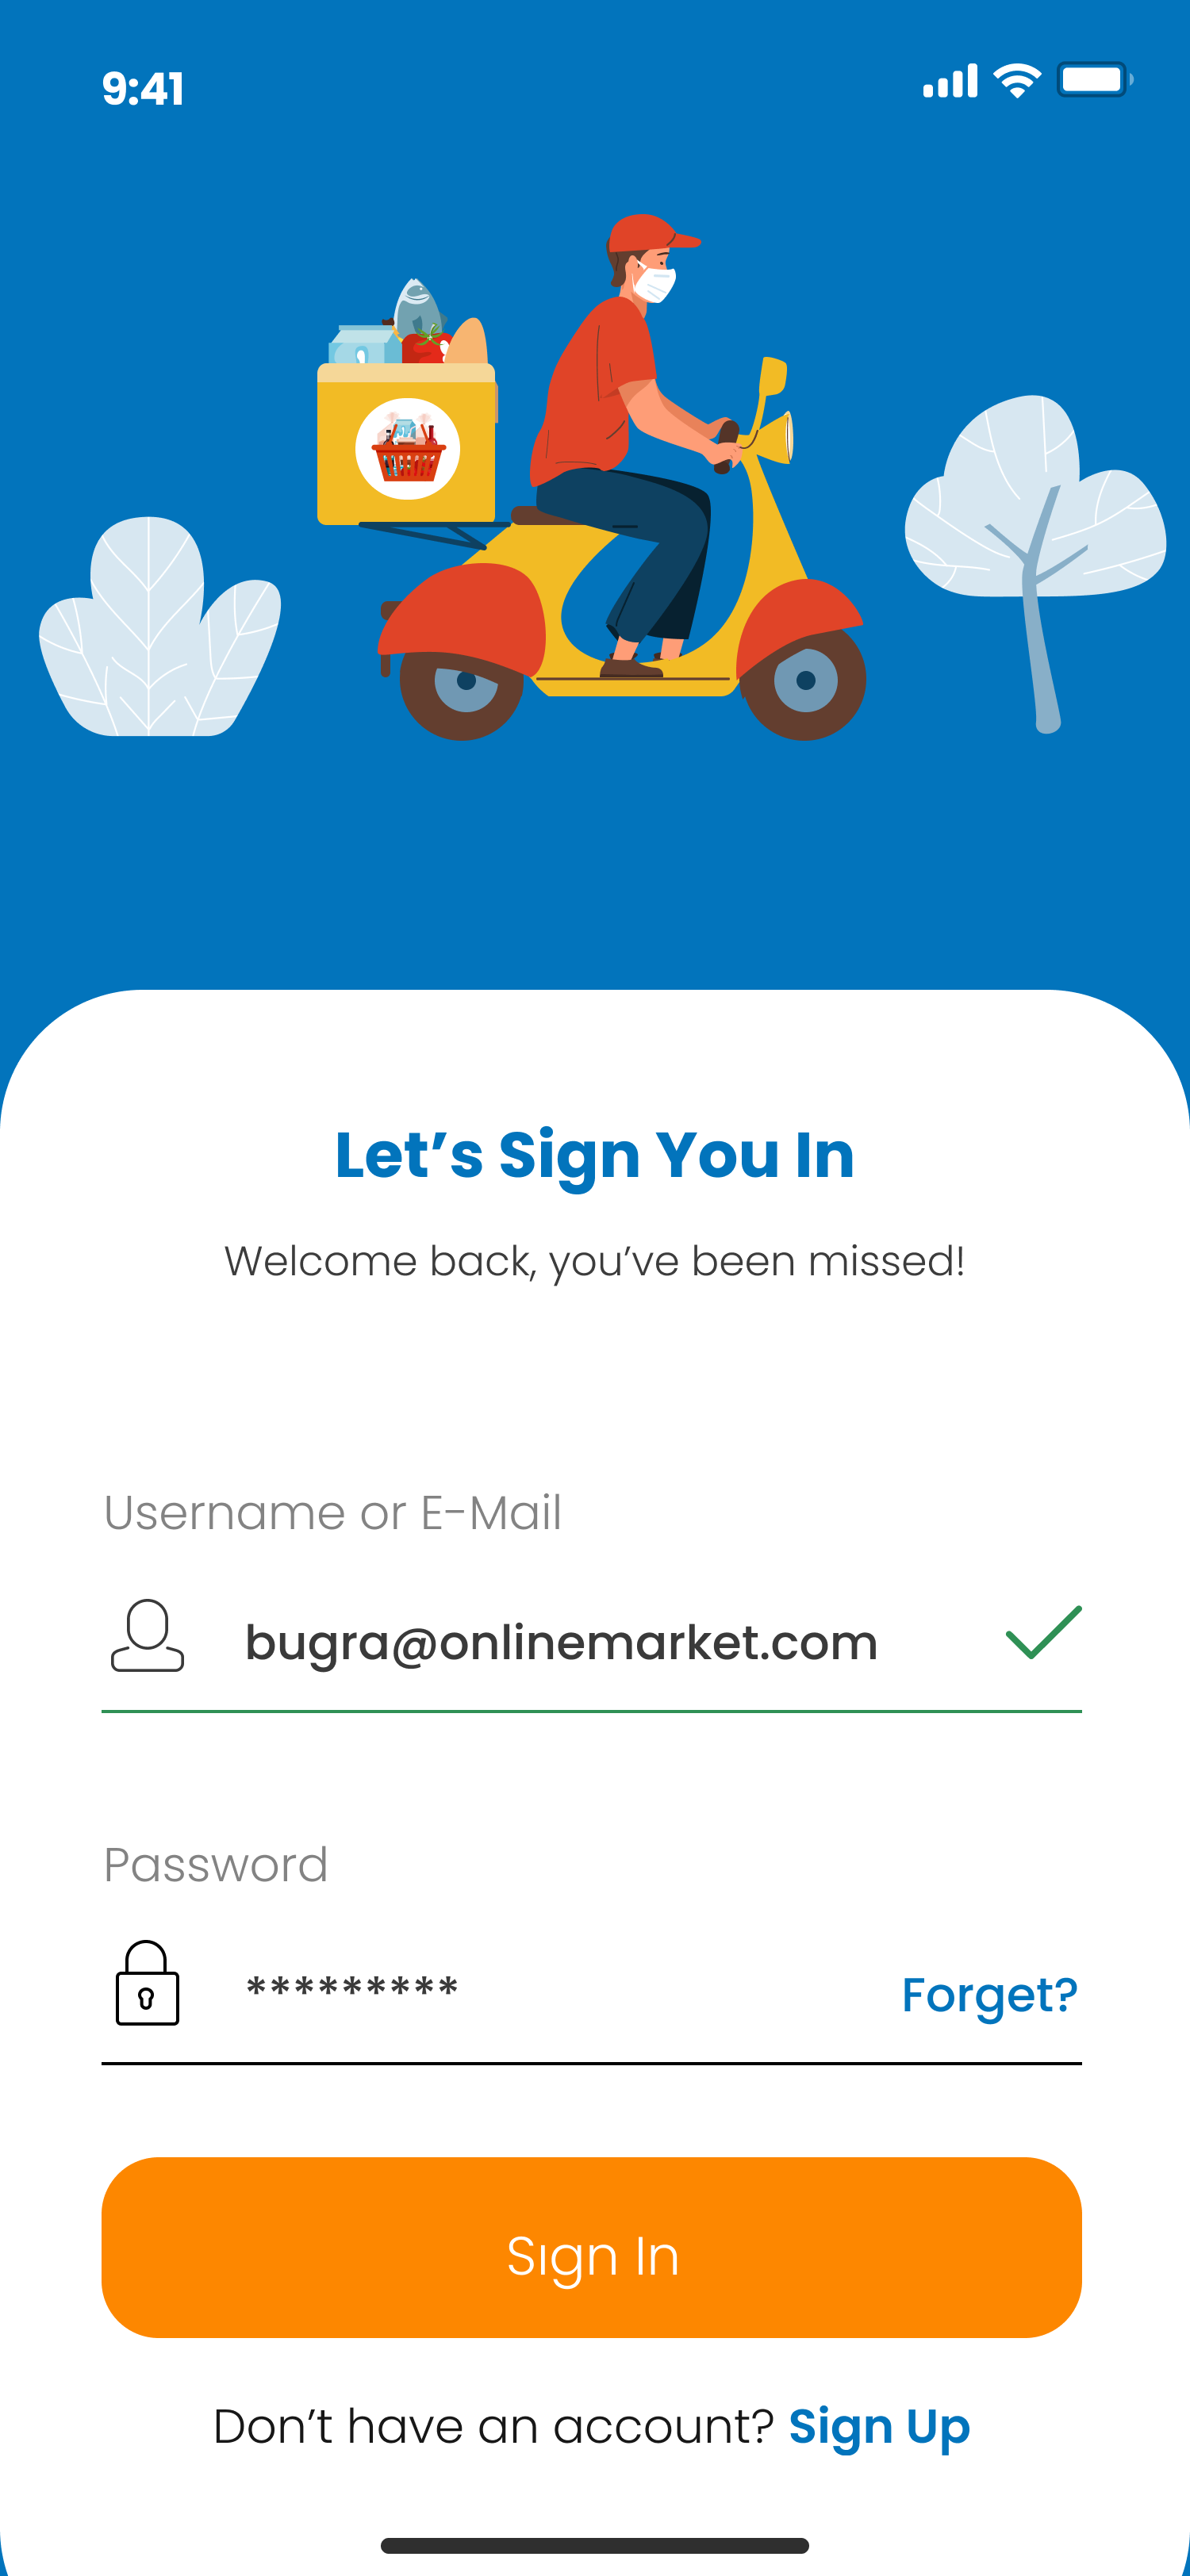 9:41
Let’s Sign You In
Welcome back, you’ve been missed!
Username or E-Mail
bugra@onlinemarket.com
Password
*********
Forget?
Sıgn In
Don’t have an account? Sign Up